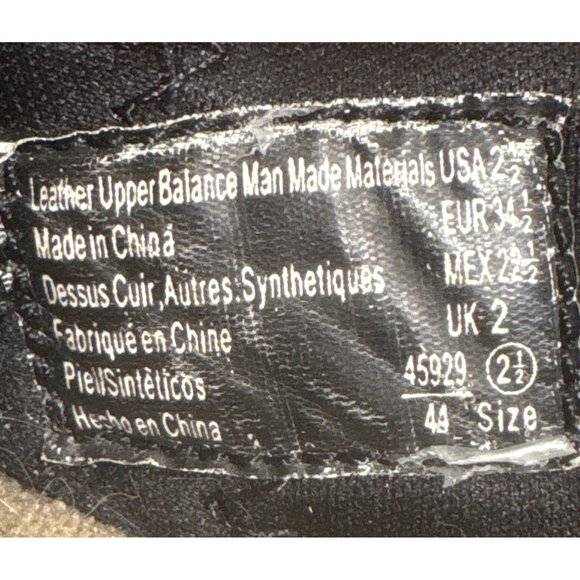 Leather Upper Balance Man Made Materials USA 2 1/2
Made in China EUR 34 1/2
Dessus Cuir,Autres:Synthetiques MEX 22 1/2
Fabriqué en Chine UK 2
Piel/Sintèticos 45929 2 1/2
Hecho en China 44 Size